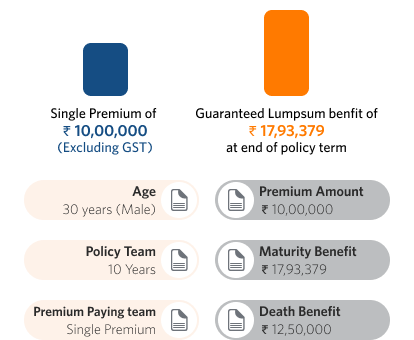 Single Premium of
₹ 10,00,000
(Excluding GST)
Guaranteed Lumpsum benfit of
₹ 17,93,379
at end of policy term
Age
30 years (Male)
Premium Amount
₹ 10,00,000
Policy Team
10 Years
Maturity Benefit
₹ 17,93,379
Premium Paying team
Single Premium
Death Benefit
₹ 12,50,000